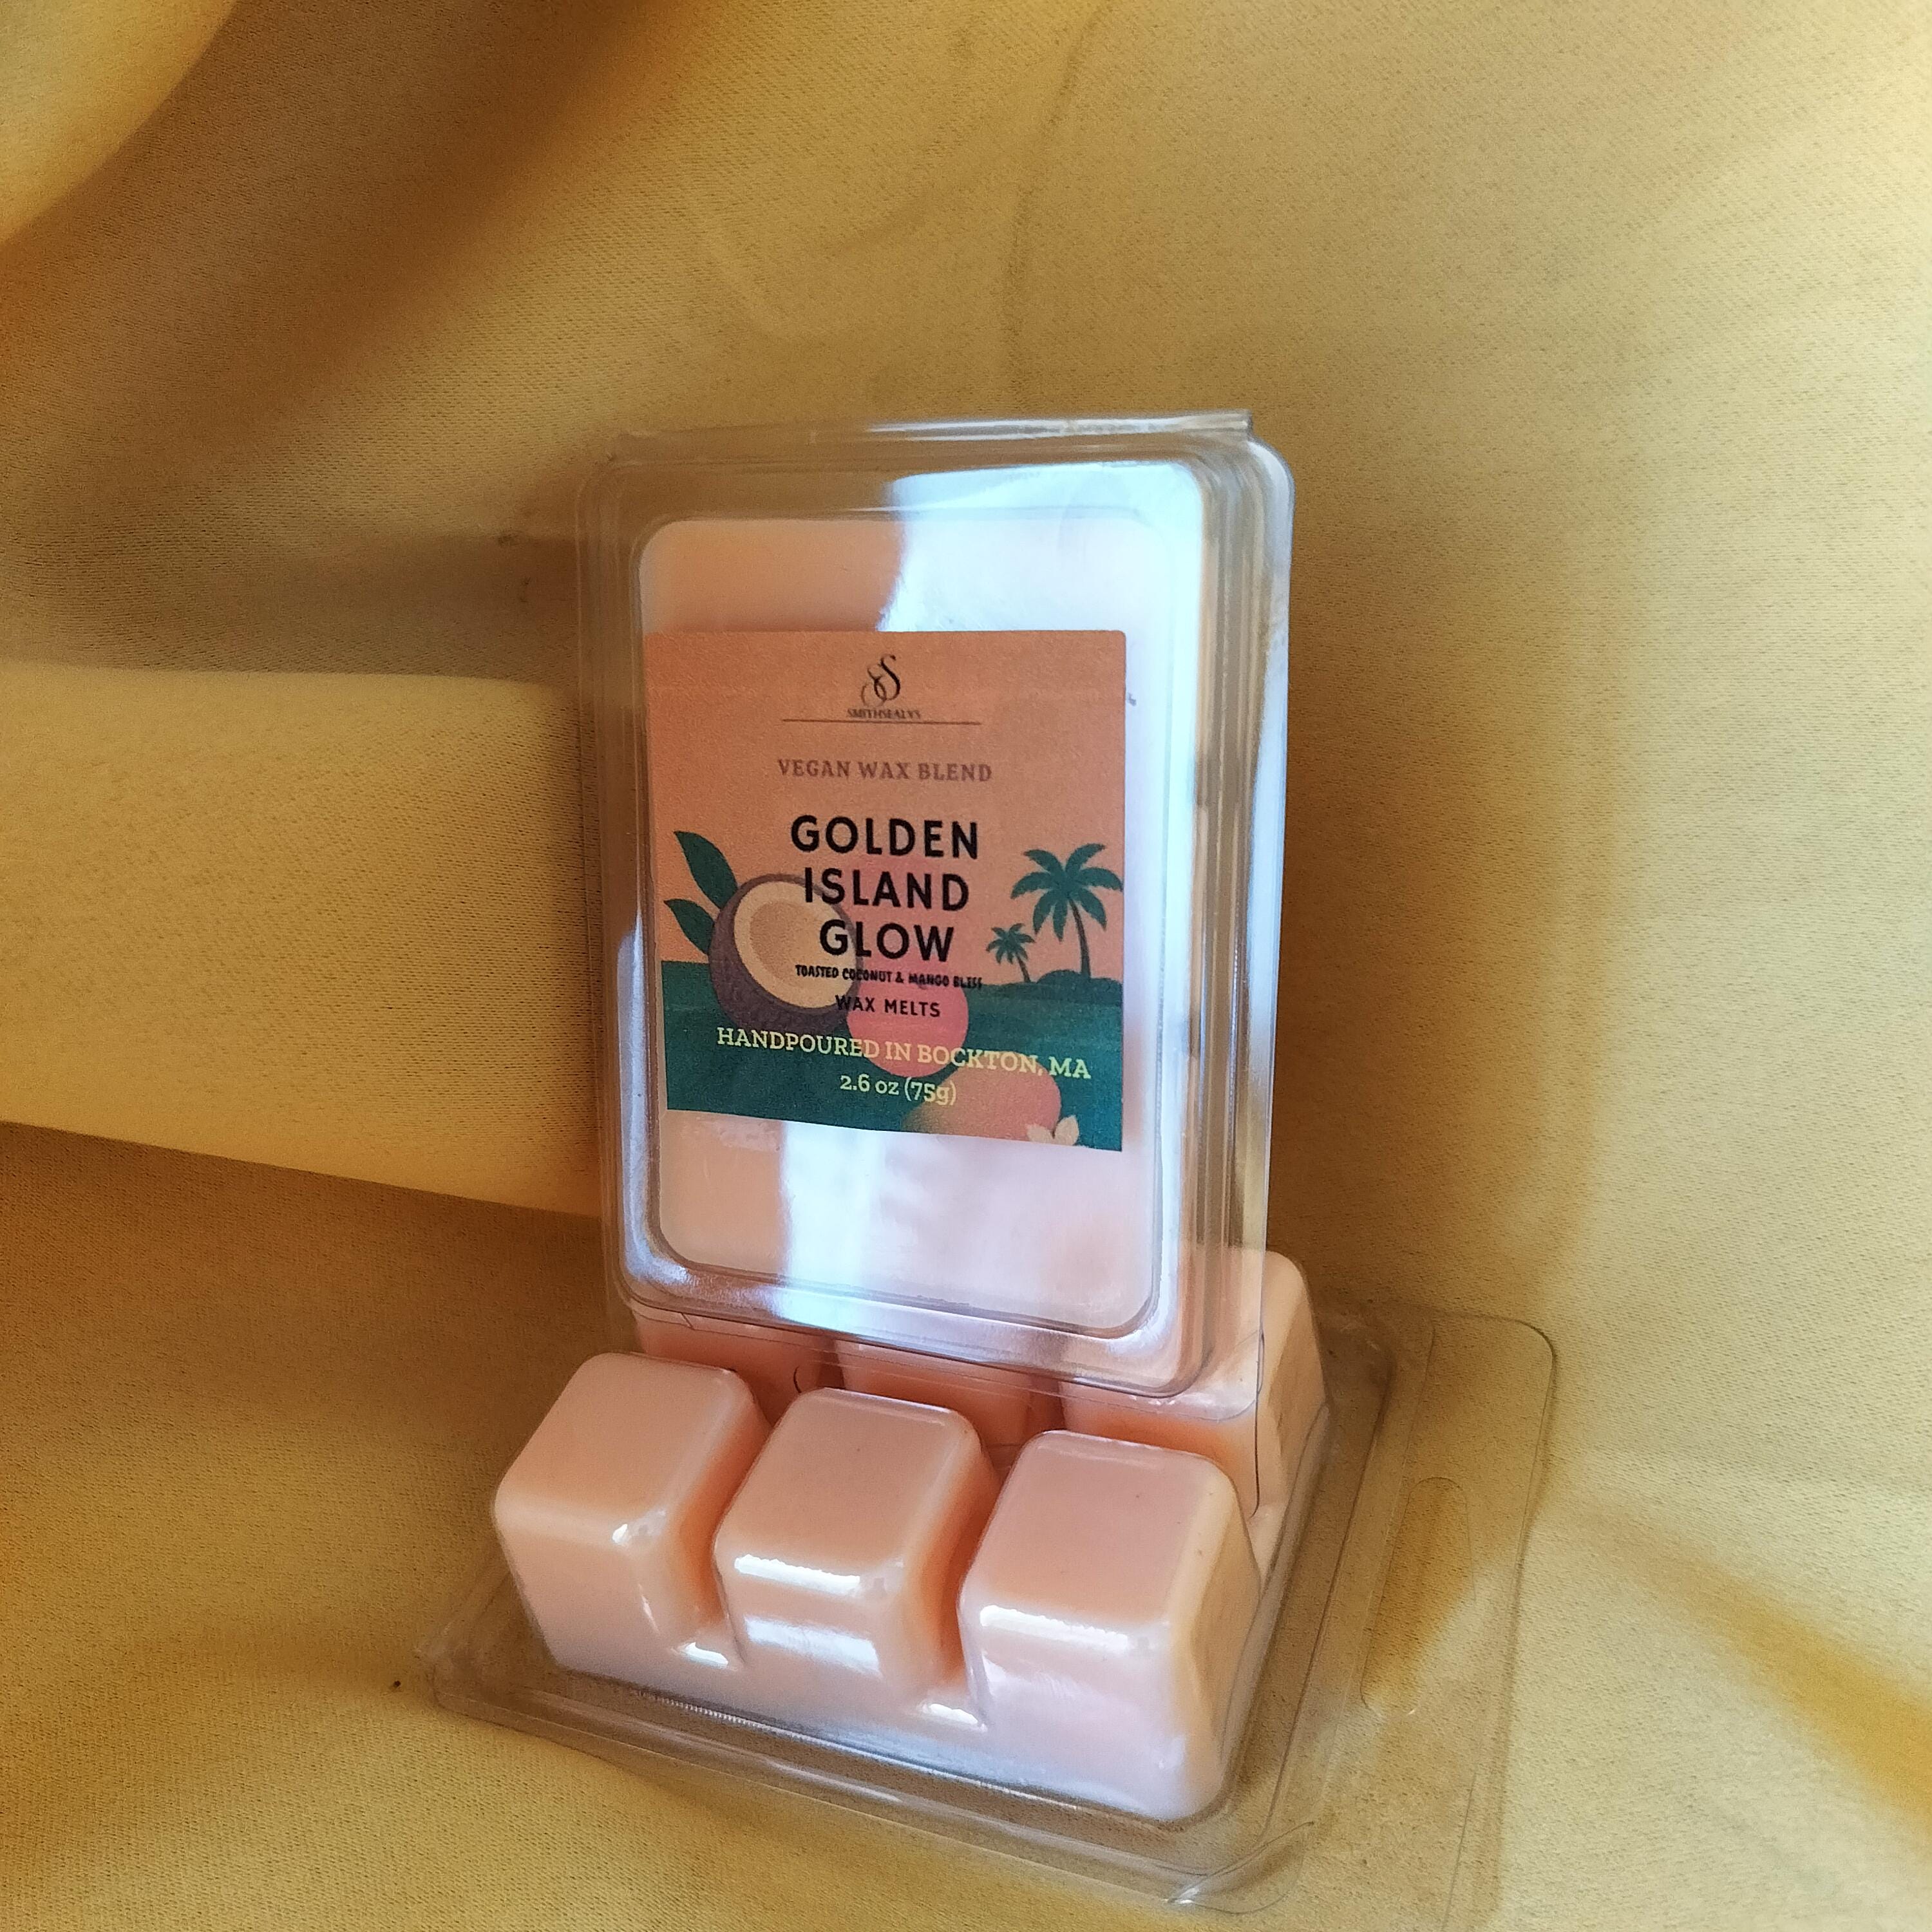 SS
SMITHSEALYS
VEGAN WAX BLEND
GOLDEN
ISLAND
GLOW
TOASTED COCONUT & MANGO BLISS
WAX MELTS
HANDPOURED IN BOCKTON, MA
2.6 oz (75g)